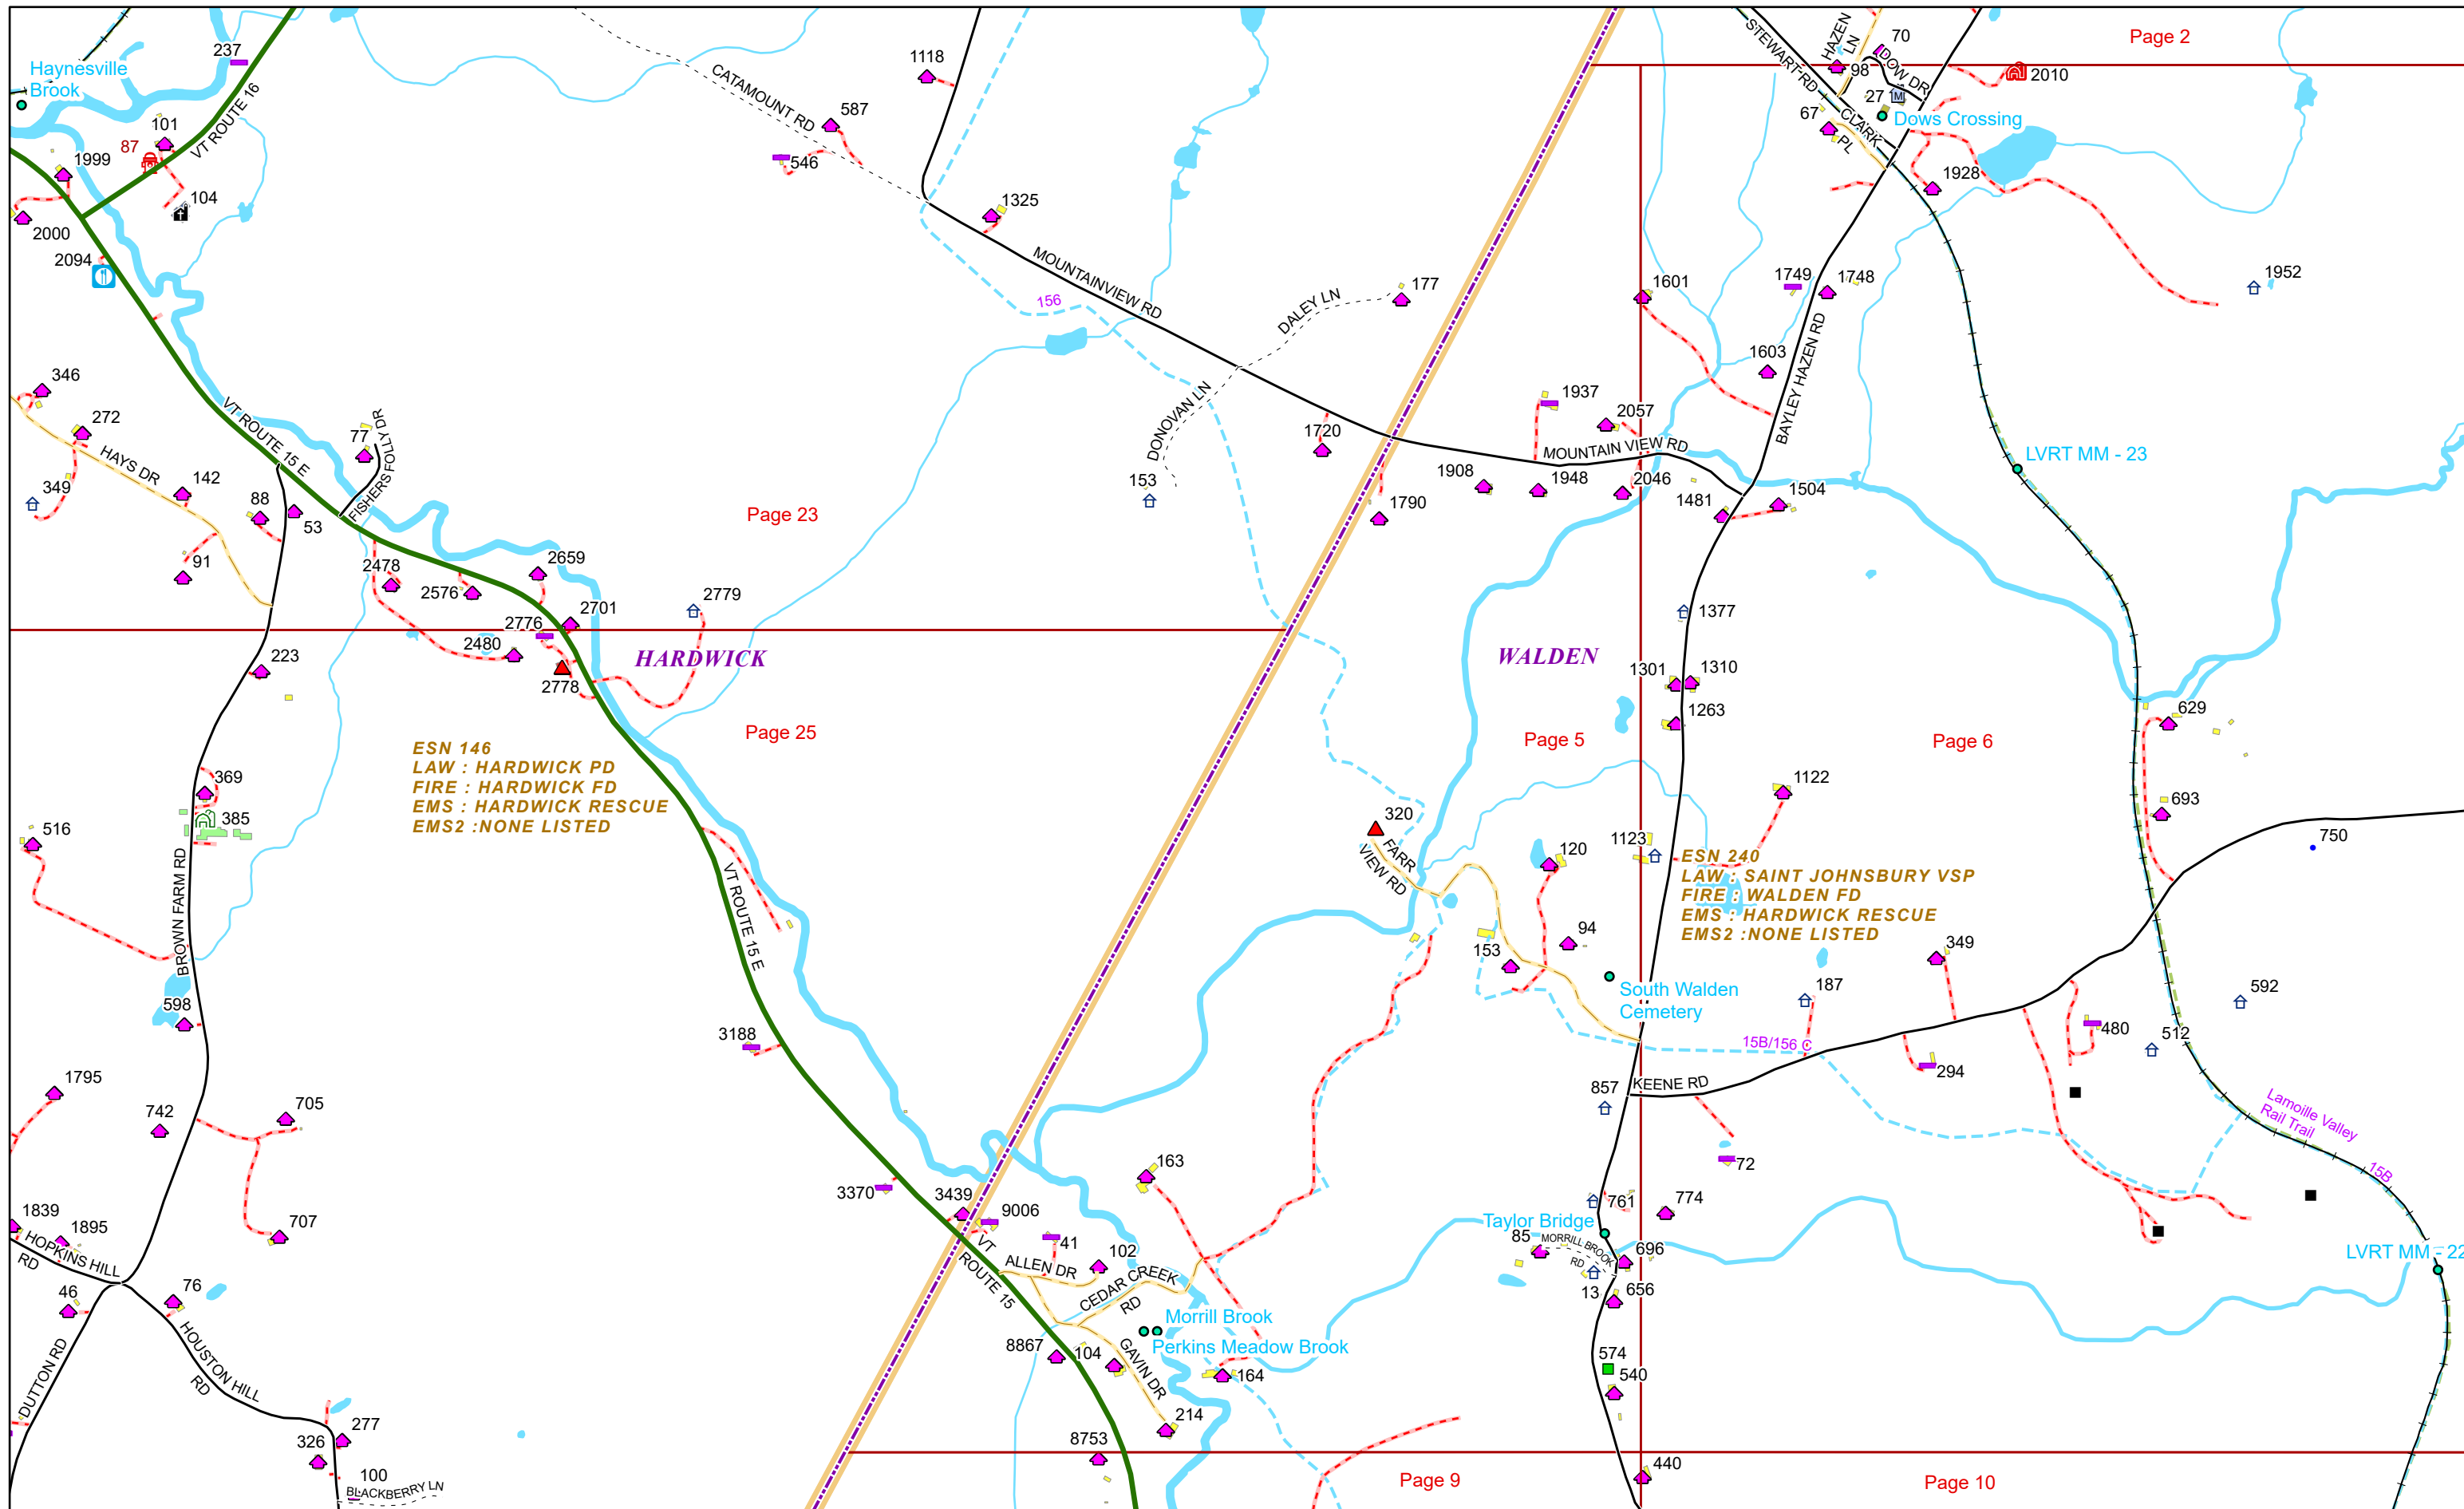 237
Haynesville
Brook
101
VT ROUTE 16
87
1999
104
2000
2094
CATAMOUNT RD
1118
587
546
1325
MOUNTAINVIEW RD
156
DALEY LN
177
DONOVAN LN
153
1720
1790
STEWART RD
HAZEN
LN
70
98
DOW DR
27
Page 2
2010
67
CLARK
PL
Dows Crossing
1928
1952
1601
1749
1748
1603
BAYLEY HAZEN RD
1937
2057
MOUNTAIN VIEW RD
1908
1948
2046
1481
1504
LVRT MM - 23
346
272
HAYS DR
349
142
88
53
91
VT ROUTE 15 E
77
FISHERS FOLLY DR
Page 23
2478
2576
2659
2701
2776
2779
2480
2778
HARDWICK
WALDEN
1377
1301
1310
1263
Page 25
Page 5
Page 6
629
693
223
ESN 146
LAW : HARDWICK PD
FIRE : HARDWICK FD
EMS : HARDWICK RESCUE
EMS2 :NONE LISTED
369
385
516
BROWN FARM RD
598
VT ROUTE 15 E
3188
320
FARR
VIEW RD
120
94
153
1122
1123
ESN 240
LAW : SAINT JOHNSBURY VSP
FIRE : WALDEN FD
EMS : HARDWICK RESCUE
EMS2 :NONE LISTED
750
349
187
592
480
512
294
South Walden
Cemetery
15B/156 C
857
KEENE RD
72
Lamoille Valley
Rail Trail
15B
LVRT MM - 22
1795
742
705
707
1839
1895
HOPKINS HILL
RD
46
76
DUTTON RD
HOUSTON HILL
RD
277
326
100
BLACKBERRY LN
3370
3439
9006
163
41
102
VT
ROUTE 15
ALLEN DR
CEDAR CREEK
RD
Morrill Brook
Perkins Meadow Brook
8867
104
GAVIN DR
164
214
8753
761
774
Taylor Bridge
85
MORRILL BROOK
RD
696
13
656
574
540
440
Page 9
Page 10